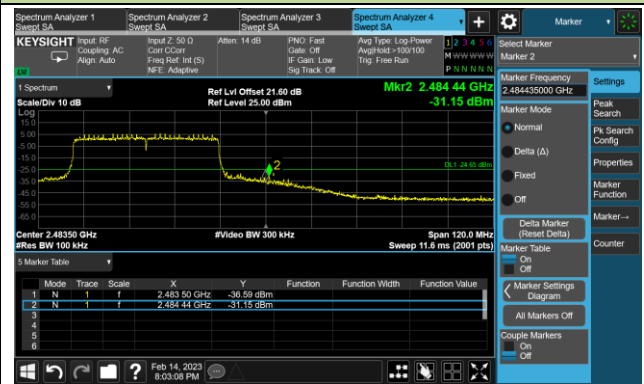 Spectrum Analyzer 1
Swept SA
Spectrum Analyzer 2
Swept SA
Spectrum Analyzer 3
Swept SA
Spectrum Analyzer 4
Swept SA
Marker
KEYSIGHT
Input: RF
Coupling: AC
Align: Auto
Input Z: 50 Ω
Corr CCorr
Freq Ref: Int (S)
NFE: Adaptive
Atten: 14 dB
PNO: Fast
Gate: Off
IF Gain: Low
Sig Track: Off
Avg Type: Log-Power
Avg|Hold:>100/100
Trig: Free Run
1 2 3 4 5 6
M W W W W W
P N N N N N
LXI
1 Spectrum
Scale/Div 10 dB
Log
Ref Lvl Offset 21.60 dB
Ref Level 25.00 dBm
Mkr2 2.484 44 GHz
-31.15 dBm
15.0
5.00
-5.00
-15.0
-25.0
-35.0
-45.0
-55.0
-65.0
2
DL1 -24.65 dBm
Center 2.48350 GHz
#Res BW 100 kHz
#Video BW 300 kHz
Span 120.0 MHz
Sweep 11.6 ms (2001 pts)
5 Marker Table
Mode Trace Scale X Y Function Function Width Function Value
1 N 1 f 2.483 50 GHz -36.59 dBm
2 N 1 f 2.484 44 GHz -31.15 dBm
3
4
5
6
Select Marker
Marker 2
Marker Frequency
2.484435000 GHz
Marker Mode
Normal
Delta (Δ)
Fixed
Off
Delta Marker
(Reset Delta)
Marker Table
On
Off
Marker Settings
Diagram
All Markers Off
Couple Markers
On
Off
Settings
Peak
Search
Pk Search
Config
Properties
Marker
Function
Marker→
Counter
Feb 14, 2023
8:03:08 PM